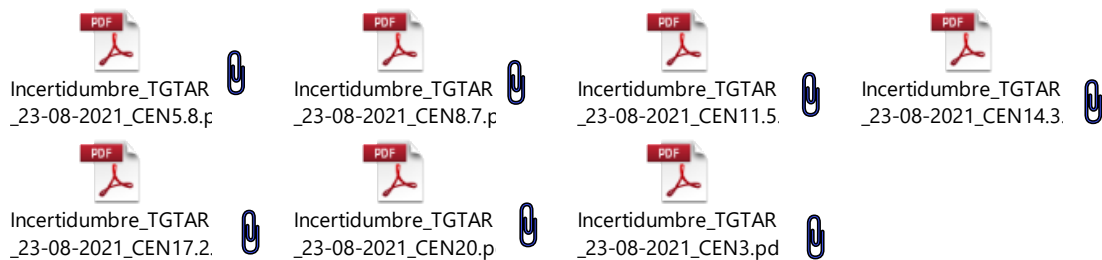 PDF PDF PDF PDF
Incertidumbre_TGTAR Incertidumbre_TGTAR Incertidumbre_TGTAR Incertidumbre_TGTAR
_23-08-2021_CEN5.8.p _23-08-2021_CEN8.7.p _23-08-2021_CEN11.5. _23-08-2021_CEN14.3.
PDF PDF PDF
Incertidumbre_TGTAR Incertidumbre_TGTAR Incertidumbre_TGTAR
_23-08-2021_CEN17.2. _23-08-2021_CEN20.p _23-08-2021_CEN3.pd